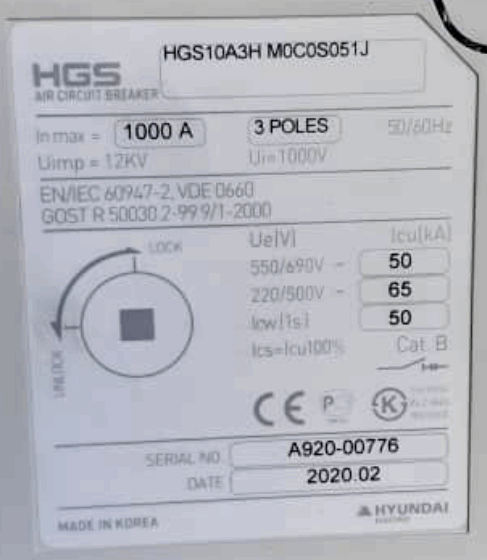 HGS10A3H M0C0S051J
HGS
AIR CIRCUIT BREAKER
In max = 1000 A 3 POLES 50/60Hz
Uimp = 12KV Ui=1000V
EN/IEC 60947-2, VDE 0660
GOST R 50030 2-99 9/1-2000
LOCK
UNLOCK
Ue[V] Icu[kA]
550/690V ~ 50
220/500V ~ 65
Icw[1s] 50
Ics=Icu100% Cat. B
CE P K
SERIAL NO A920-00776
DATE 2020.02
MADE IN KOREA
HYUNDAI